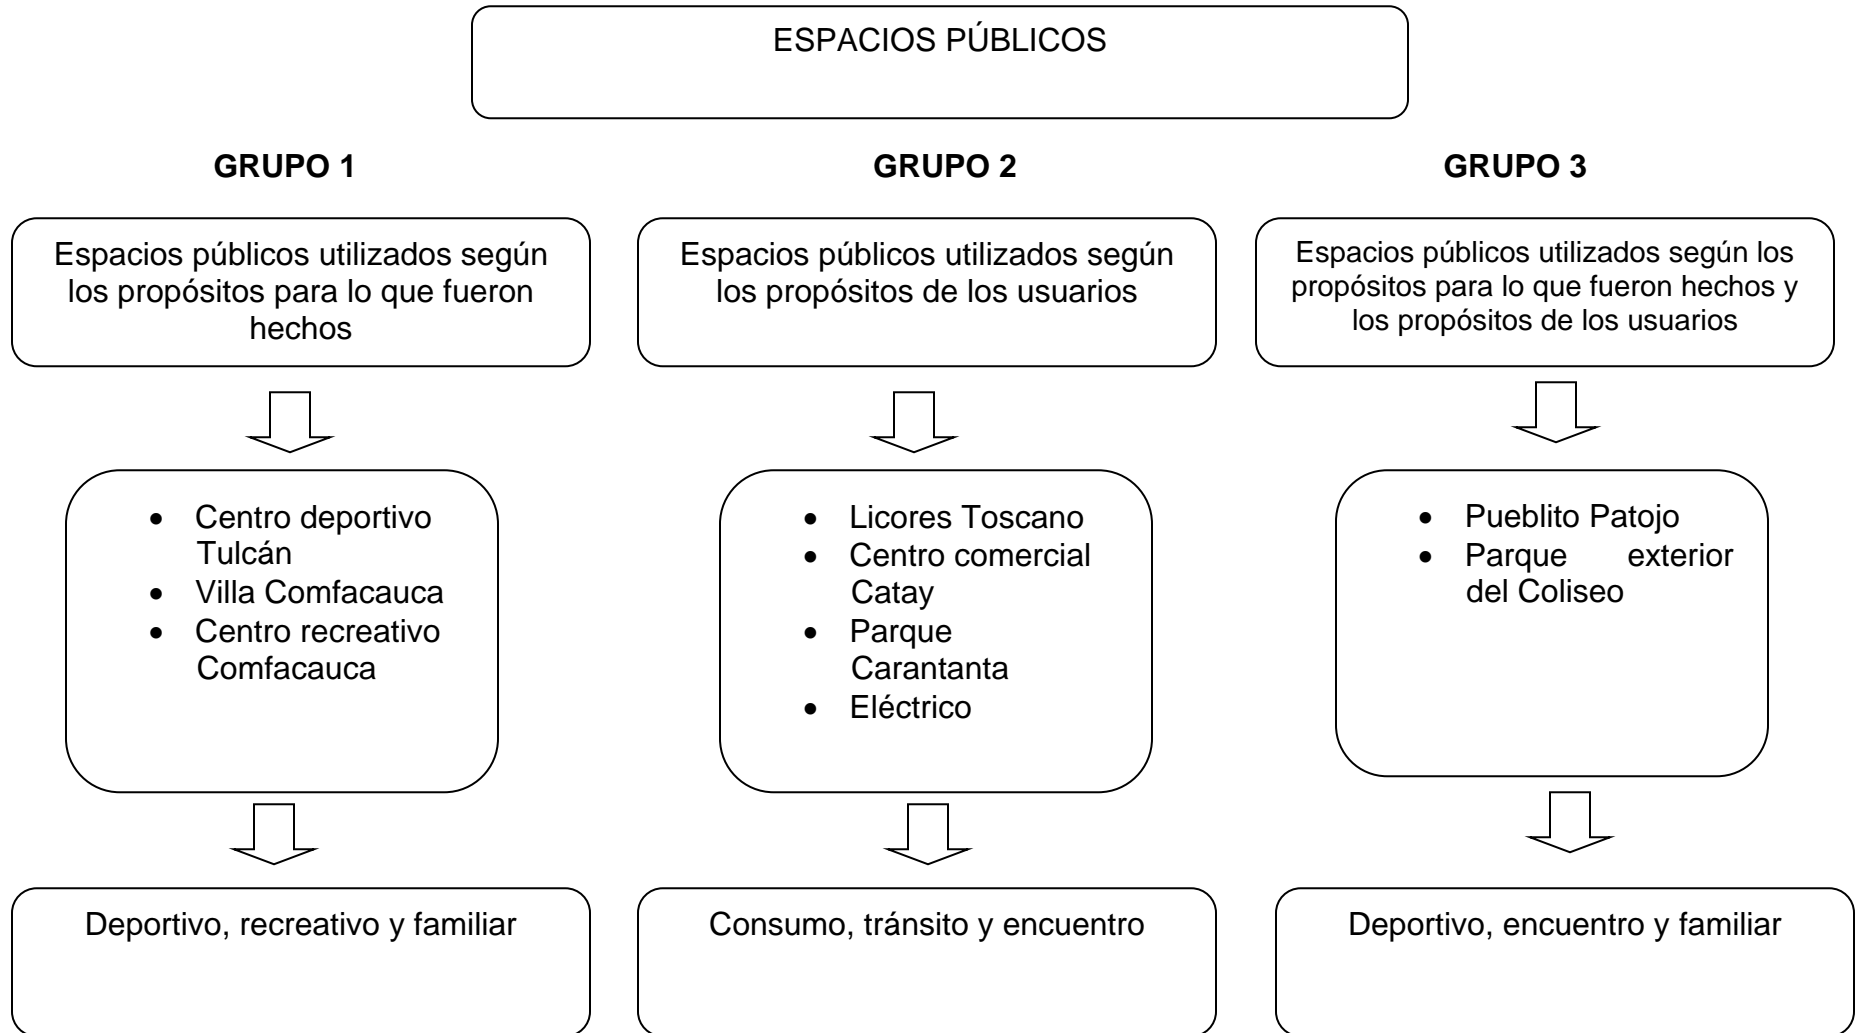 ESPACIOS PÚBLICOS
GRUPO 1
GRUPO 2
GRUPO 3
Espacios públicos utilizados según
los propósitos para lo que fueron
hechos
Espacios públicos utilizados según
los propósitos de los usuarios
Espacios públicos utilizados según los
propósitos para lo que fueron hechos y
los propósitos de los usuarios
• Centro deportivo
Tulcán
• Villa Comfacauca
• Centro recreativo
Comfacauca
• Licores Toscano
• Centro comercial
Catay
• Parque
Carantanta
• Eléctrico
• Pueblito Patojo
• Parque exterior
del Coliseo
Deportivo, recreativo y familiar
Consumo, tránsito y encuentro
Deportivo, encuentro y familiar